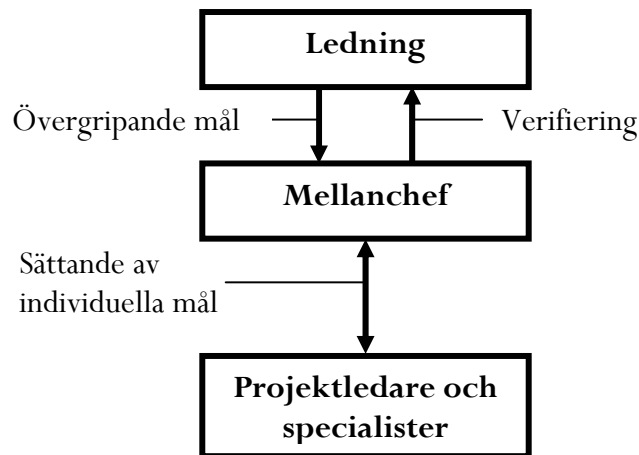 Ledning
Övergripande mål
Verifiering
Mellanchef
Sättande av
individuella mål
Projektledare och
specialister